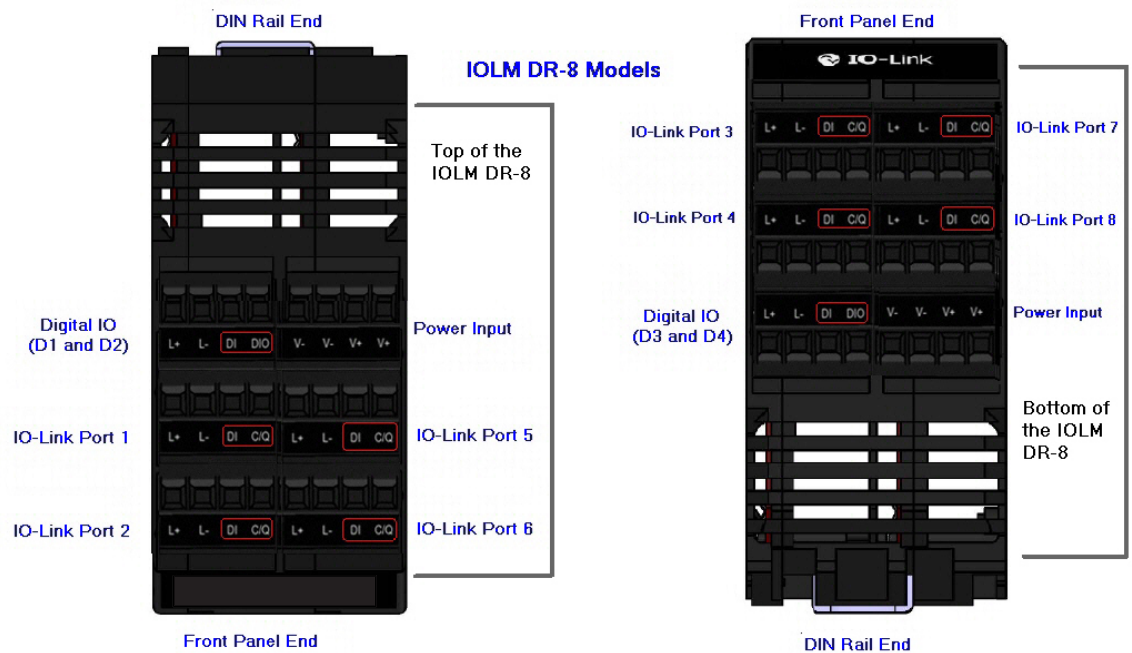 DIN Rail End
Front Panel End
IOLM DR-8 Models
IO-Link
Top of the
IOLM DR-8
Digital IO
(D1 and D2)
L+ L- DI DIO V- V- V+ V+
Power Input
IO-Link Port 1
L+ L- DI C/Q L+ L- DI C/Q
IO-Link Port 5
IO-Link Port 2
L+ L- DI C/Q L+ L- DI C/Q
IO-Link Port 6
Front Panel End
IO-Link Port 3
L+ L- DI C/Q L+ L- DI C/Q
IO-Link Port 7
IO-Link Port 4
L+ L- DI C/Q L+ L- DI C/Q
IO-Link Port 8
Digital IO
(D3 and D4)
L+ L- DI DIO V- V- V+ V+
Power Input
Bottom of
the IOLM
DR-8
DIN Rail End